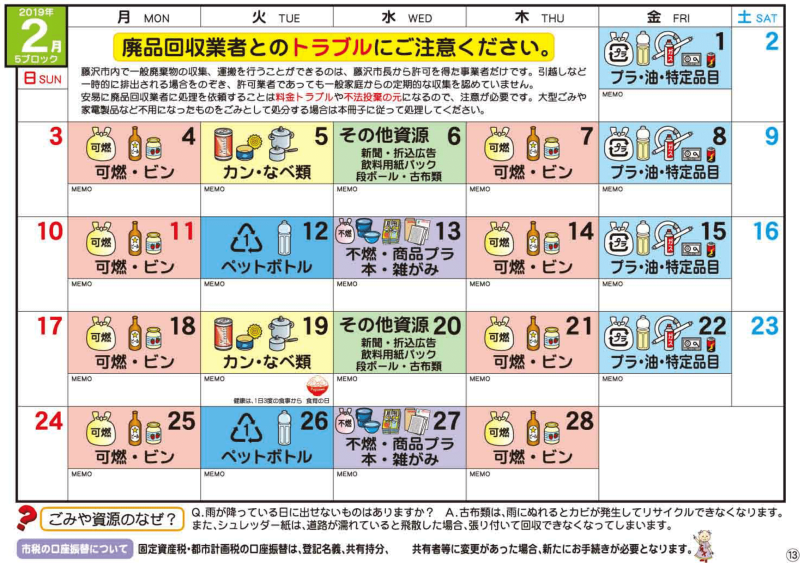 2019年
2月
5ブロック
日 SUN
月 MON
火 TUE
水 WED
木 THU
金 FRI
土 SAT
廃品回収業者とのトラブルにご注意ください。
藤沢市内で一般廃棄物の収集、運搬を行うことができるのは、藤沢市長から許可を得た事業者だけです。引越しなど
一時的に排出される場合をのぞき、許可業者であっても一般家庭からの定期的な収集を認めていません。
安易に廃品回収業者に処理を依頼することは料金トラブルや不法投棄の元になるので、注意が必要です。大型ごみや
家電製品など不用になったものをごみとして処分する場合は本冊子に従って処理してください。
プラ 1
プラ・油・特定品目
MEMO
2
3
可燃 4
可燃・ビン
MEMO
5
カン・なべ類
MEMO
その他資源 6
新聞・折込広告
飲料用紙パック
段ボール・古布類
MEMO
可燃 7
可燃・ビン
MEMO
プラ 8
プラ・油・特定品目
MEMO
9
10
可燃 11
可燃・ビン
MEMO
1 12
ペットボトル
MEMO
不燃 13
不燃・商品プラ
本・雑がみ
MEMO
可燃 14
可燃・ビン
MEMO
プラ 15
プラ・油・特定品目
MEMO
16
17
可燃 18
可燃・ビン
MEMO
19
カン・なべ類
MEMO
健康は、1日3度の食事から 食育の日
その他資源 20
新聞・折込広告
飲料用紙パック
段ボール・古布類
MEMO
可燃 21
可燃・ビン
MEMO
プラ 22
プラ・油・特定品目
MEMO
23
24
可燃 25
可燃・ビン
MEMO
1 26
ペットボトル
MEMO
不燃 27
不燃・商品プラ
本・雑がみ
MEMO
可燃 28
可燃・ビン
MEMO
? ごみや資源のなぜ?
Q.雨が降っている日に出せないものはありますか? A.古布類は、雨にぬれるとカビが発生してリサイクルできなくなります。
また、シュレッダー紙は、道路が濡れていると飛散した場合、張り付いて回収できなくなってしまいます。
市税の口座振替について 固定資産税・都市計画税の口座振替は、登記名義、共有持分、 共有者等に変更があった場合、新たにお手続きが必要となります。
⑬